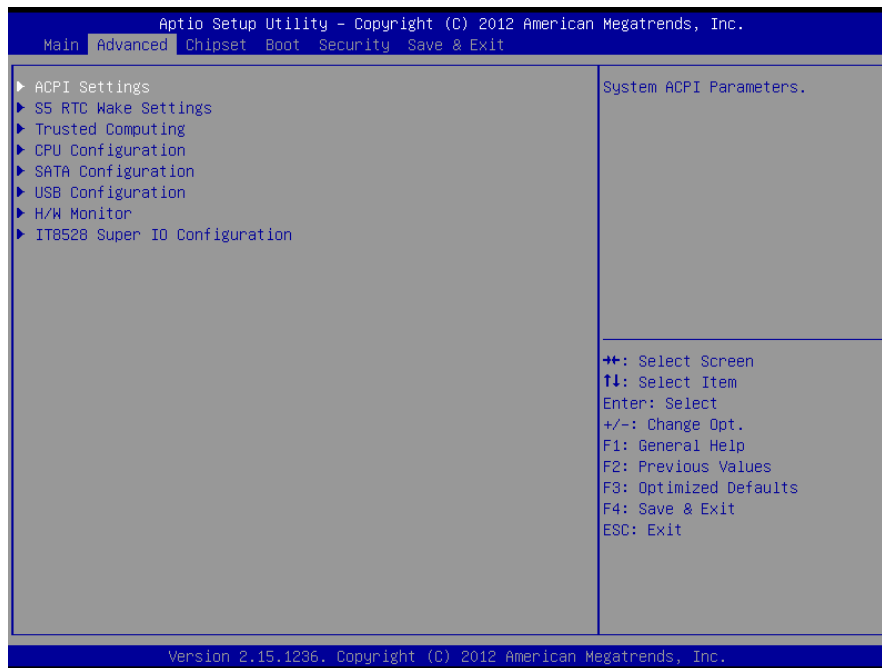 Aptio Setup Utility – Copyright (C) 2012 American Megatrends, Inc.
Main Advanced Chipset Boot Security Save & Exit
▶ ACPI Settings
▶ S5 RTC Wake Settings
▶ Trusted Computing
▶ CPU Configuration
▶ SATA Configuration
▶ USB Configuration
▶ H/W Monitor
▶ IT8528 Super IO Configuration
System ACPI Parameters.
→←: Select Screen
↑↓: Select Item
Enter: Select
+/-: Change Opt.
F1: General Help
F2: Previous Values
F3: Optimized Defaults
F4: Save & Exit
ESC: Exit
Version 2.15.1236. Copyright (C) 2012 American Megatrends, Inc.